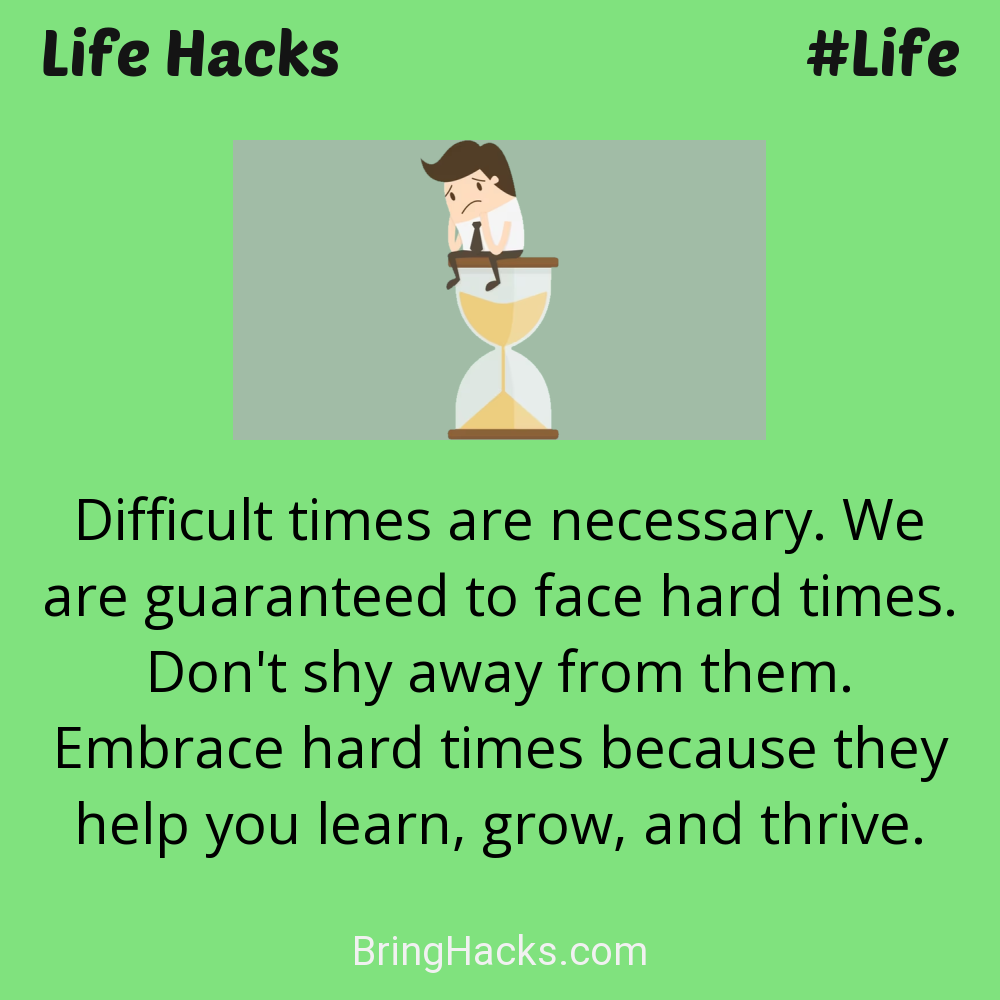 Life Hacks #Life
Difficult times are necessary. We
are guaranteed to face hard times.
Don't shy away from them.
Embrace hard times because they
help you learn, grow, and thrive.
BringHacks.com